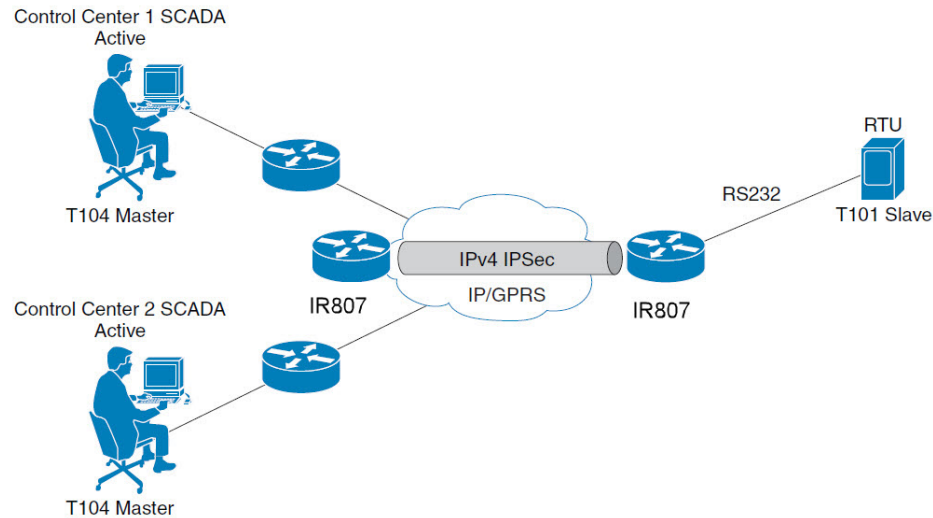 Control Center 1 SCADA
Active
T104 Master
RTU
RS232
T101 Slave
IPv4 IPSec
IP/GPRS
IR807
IR807
Control Center 2 SCADA
Active
T104 Master